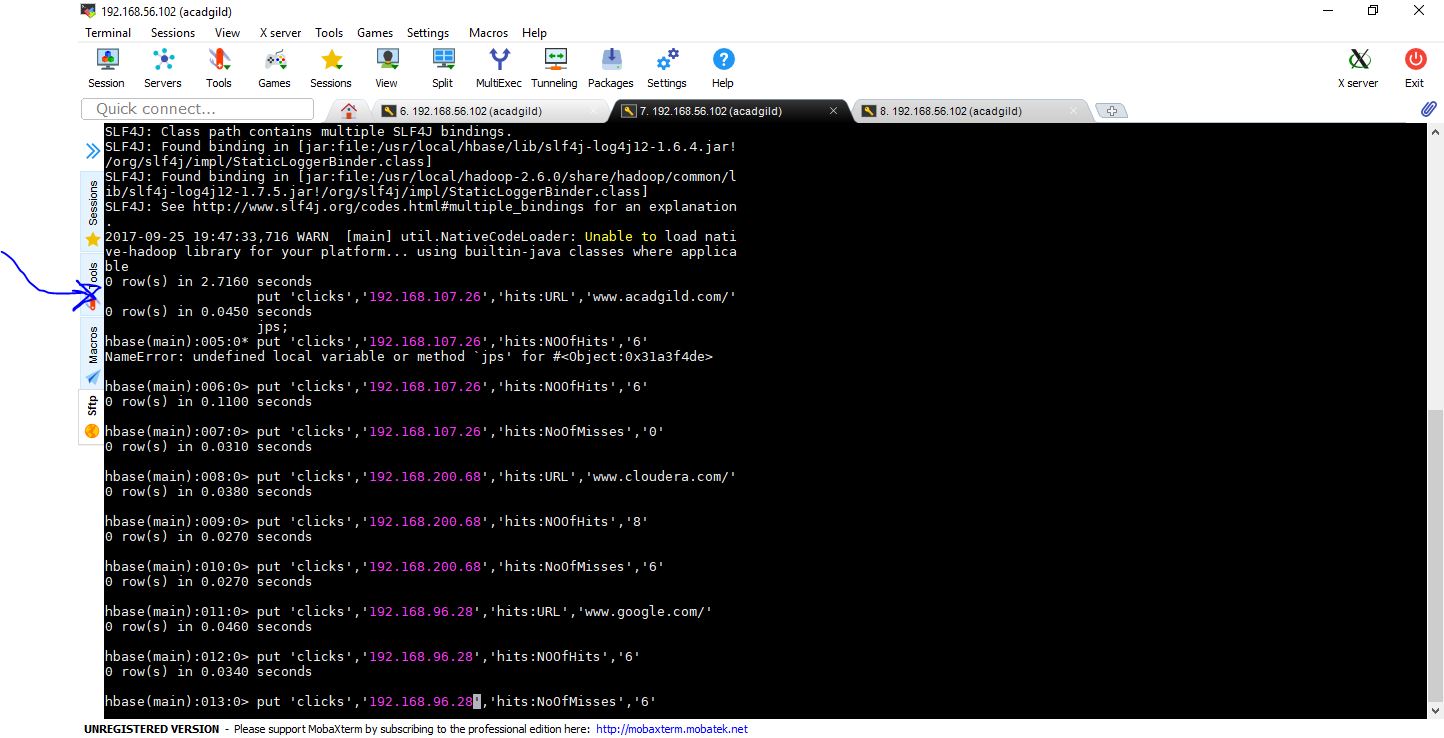 192.168.56.102 (acadgild)
Terminal Sessions View X server Tools Games Settings Macros Help
Session Servers Tools Games Sessions View Split MultiExec Tunneling Packages Settings Help X server Exit
Quick connect... 6. 192.168.56.102 (acadgild) 7. 192.168.56.102 (acadgild) 8. 192.168.56.102 (acadgild)
Sessions
Tools
Macros
Sftp
SLF4J: Class path contains multiple SLF4J bindings.
SLF4J: Found binding in [jar:file:/usr/local/hbase/lib/slf4j-log4j12-1.6.4.jar!
/org/slf4j/impl/StaticLoggerBinder.class]
SLF4J: Found binding in [jar:file:/usr/local/hadoop-2.6.0/share/hadoop/common/l
ib/slf4j-log4j12-1.7.5.jar!/org/slf4j/impl/StaticLoggerBinder.class]
SLF4J: See http://www.slf4j.org/codes.html#multiple_bindings for an explanation
.
2017-09-25 19:47:33,716 WARN  [main] util.NativeCodeLoader: Unable to load nati
ve-hadoop library for your platform... using builtin-java classes where applica
ble
0 row(s) in 2.7160 seconds
put 'clicks','192.168.107.26','hits:URL','www.acadgild.com/'
0 row(s) in 0.0450 seconds
jps;
hbase(main):005:0* put 'clicks','192.168.107.26','hits:NOOfHits','6'
NameError: undefined local variable or method `jps' for #<Object:0x31a3f4de>
hbase(main):006:0> put 'clicks','192.168.107.26','hits:NOOfHits','6'
0 row(s) in 0.1100 seconds
hbase(main):007:0> put 'clicks','192.168.107.26','hits:NoOfMisses','0'
0 row(s) in 0.0310 seconds
hbase(main):008:0> put 'clicks','192.168.200.68','hits:URL','www.cloudera.com/'
0 row(s) in 0.0380 seconds
hbase(main):009:0> put 'clicks','192.168.200.68','hits:NOOfHits','8'
0 row(s) in 0.0270 seconds
hbase(main):010:0> put 'clicks','192.168.200.68','hits:NoOfMisses','6'
0 row(s) in 0.0270 seconds
hbase(main):011:0> put 'clicks','192.168.96.28','hits:URL','www.google.com/'
0 row(s) in 0.0460 seconds
hbase(main):012:0> put 'clicks','192.168.96.28','hits:NOOfHits','6'
0 row(s) in 0.0340 seconds
hbase(main):013:0> put 'clicks','192.168.96.28','hits:NoOfMisses','6'
UNREGISTERED VERSION - Please support MobaXterm by subscribing to the professional edition here: http://mobaxterm.mobatek.net